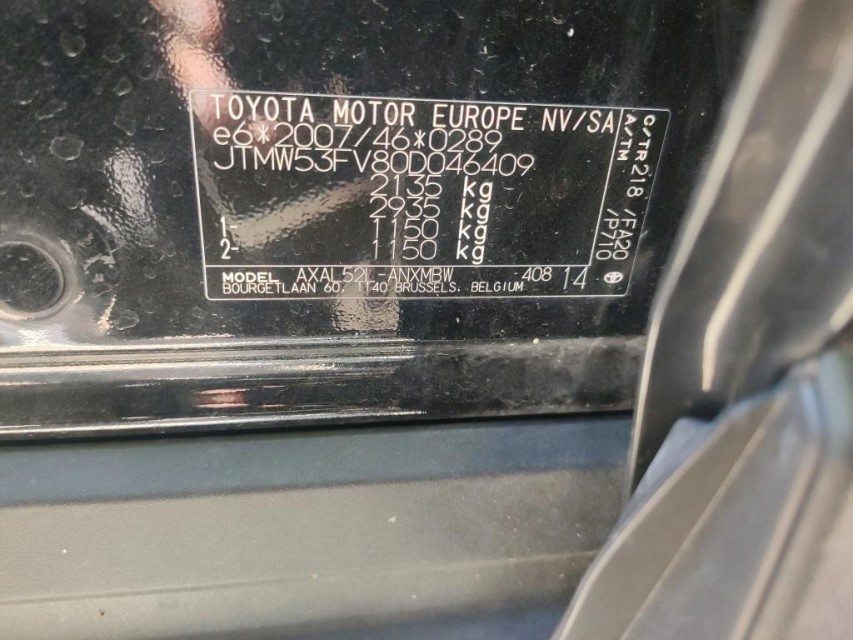 TOYOTA MOTOR EUROPE NV/SA
e6*2007/46*0289
JTMW53FV80D046409
2135 kg
2935 kg
1- 1150 kg
2- 1150 kg
MODEL AXAL52L-ANXMBW -408 14
BOURGETLAAN 60. 1140 BRUSSELS. BELGIUM
C/TR 218 /FA20
A/TM /P710